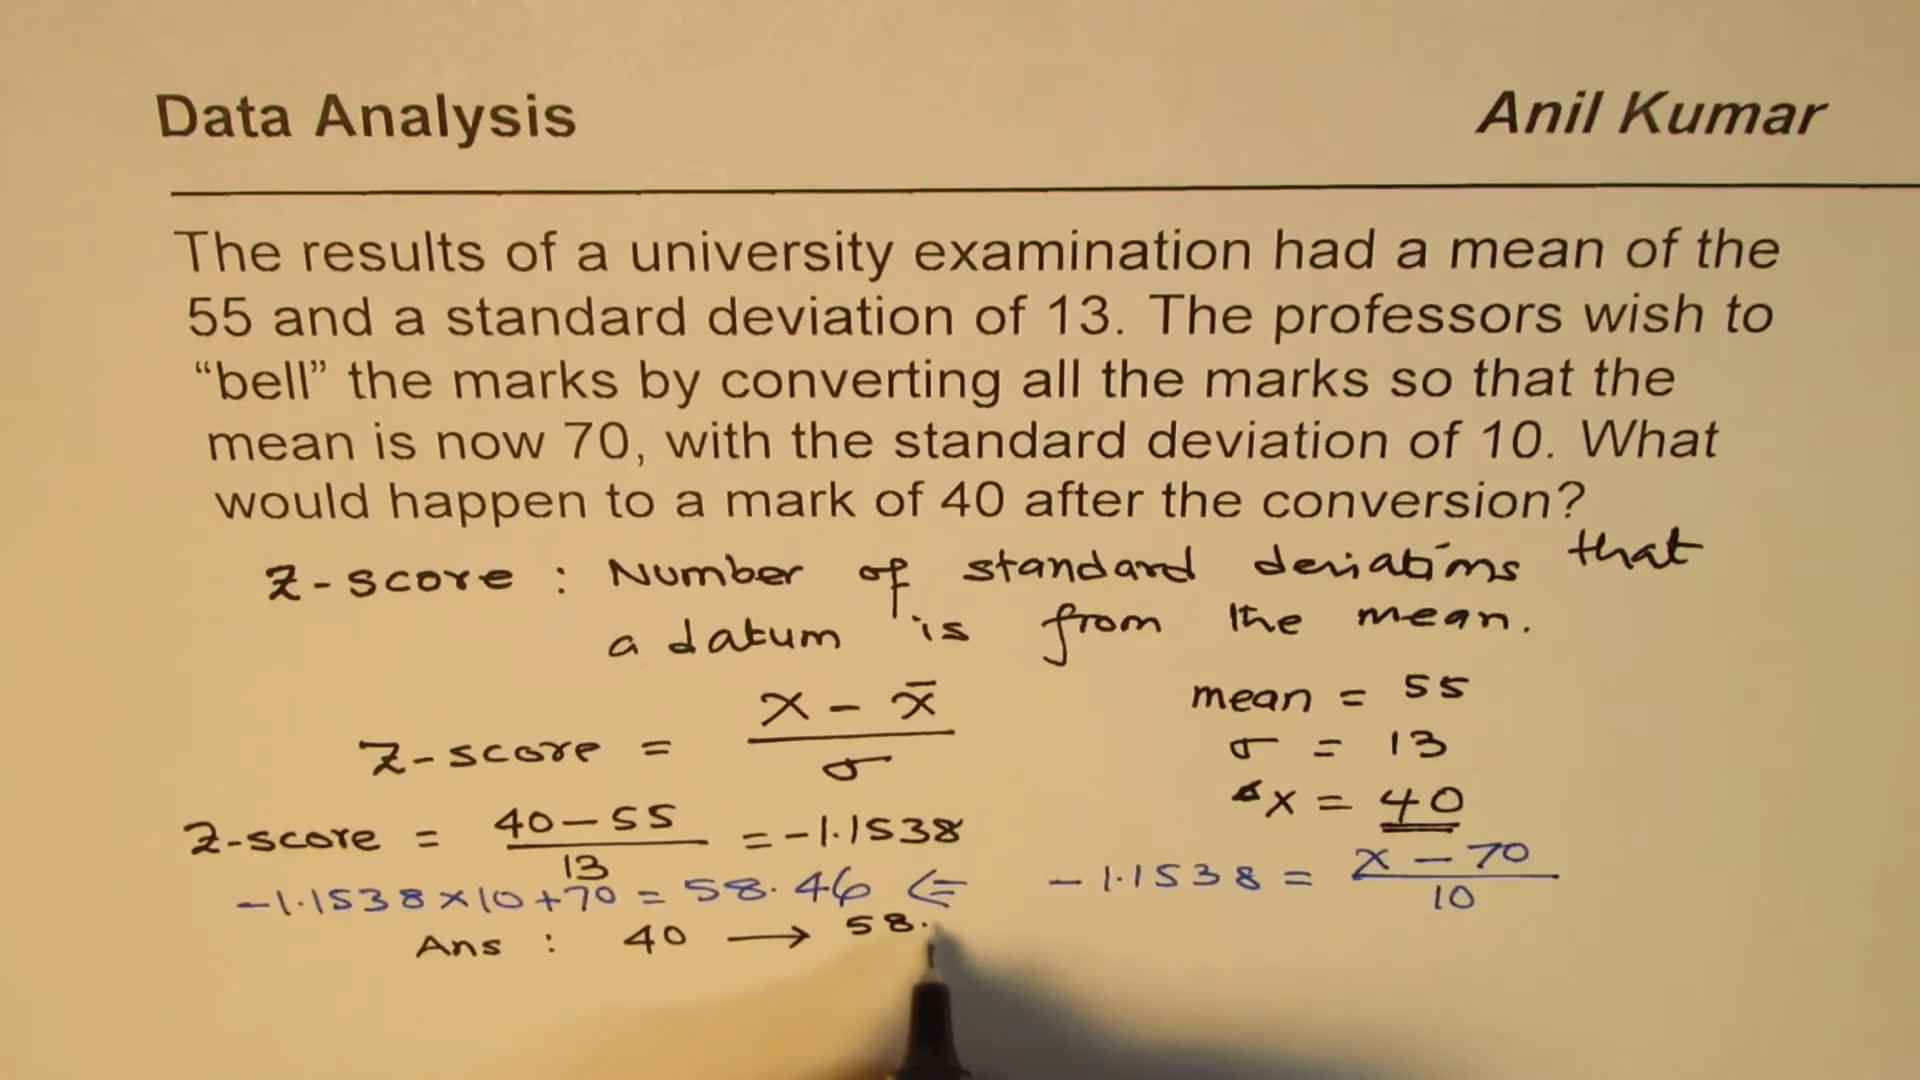 Data Analysis Anil Kumar
The results of a university examination had a mean of the
55 and a standard deviation of 13. The professors wish to
“bell” the marks by converting all the marks so that the
mean is now 70, with the standard deviation of 10. What
would happen to a mark of 40 after the conversion?
Z-score : Number of standard deviations that
a datum is from the mean.
mean = 55
Z-score = x - x̄ / σ
σ = 13
x = 40
Z-score = 40-55 / 13 = -1.1538
-1.1538 = x - 70 / 10
-1.1538 x 10 + 70 = 58.46 ⇐
Ans : 40 → 58.